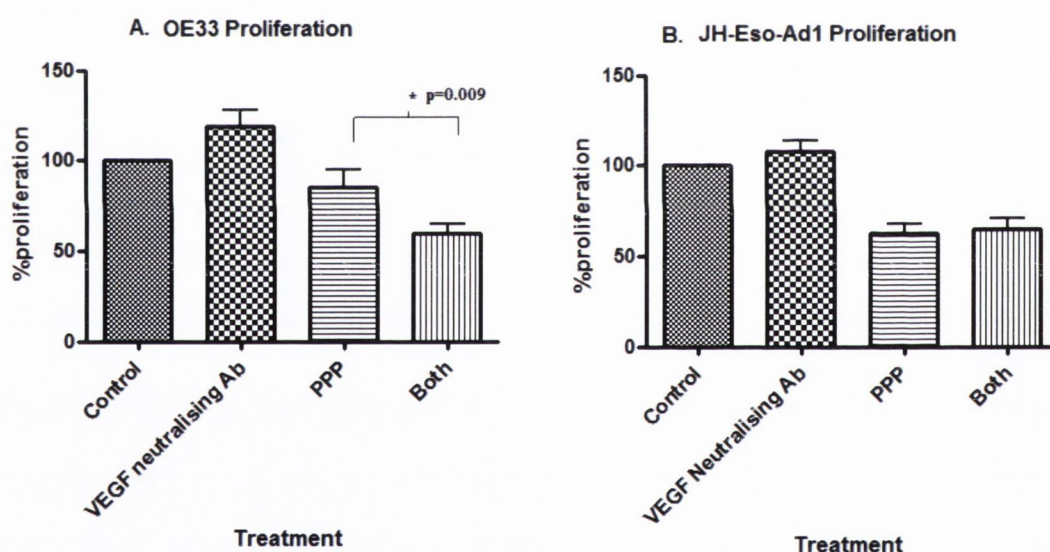 A. OE33 Proliferation
150
100
50
0
%proliferation
* p=0.009
Control
VEGF neutralising Ab
PPP
Both
Treatment
B. JH-Eso-Ad1 Proliferation
150
100
50
0
%proliferation
Control
VEGF Neutralising Ab
PPP
Both
Treatment